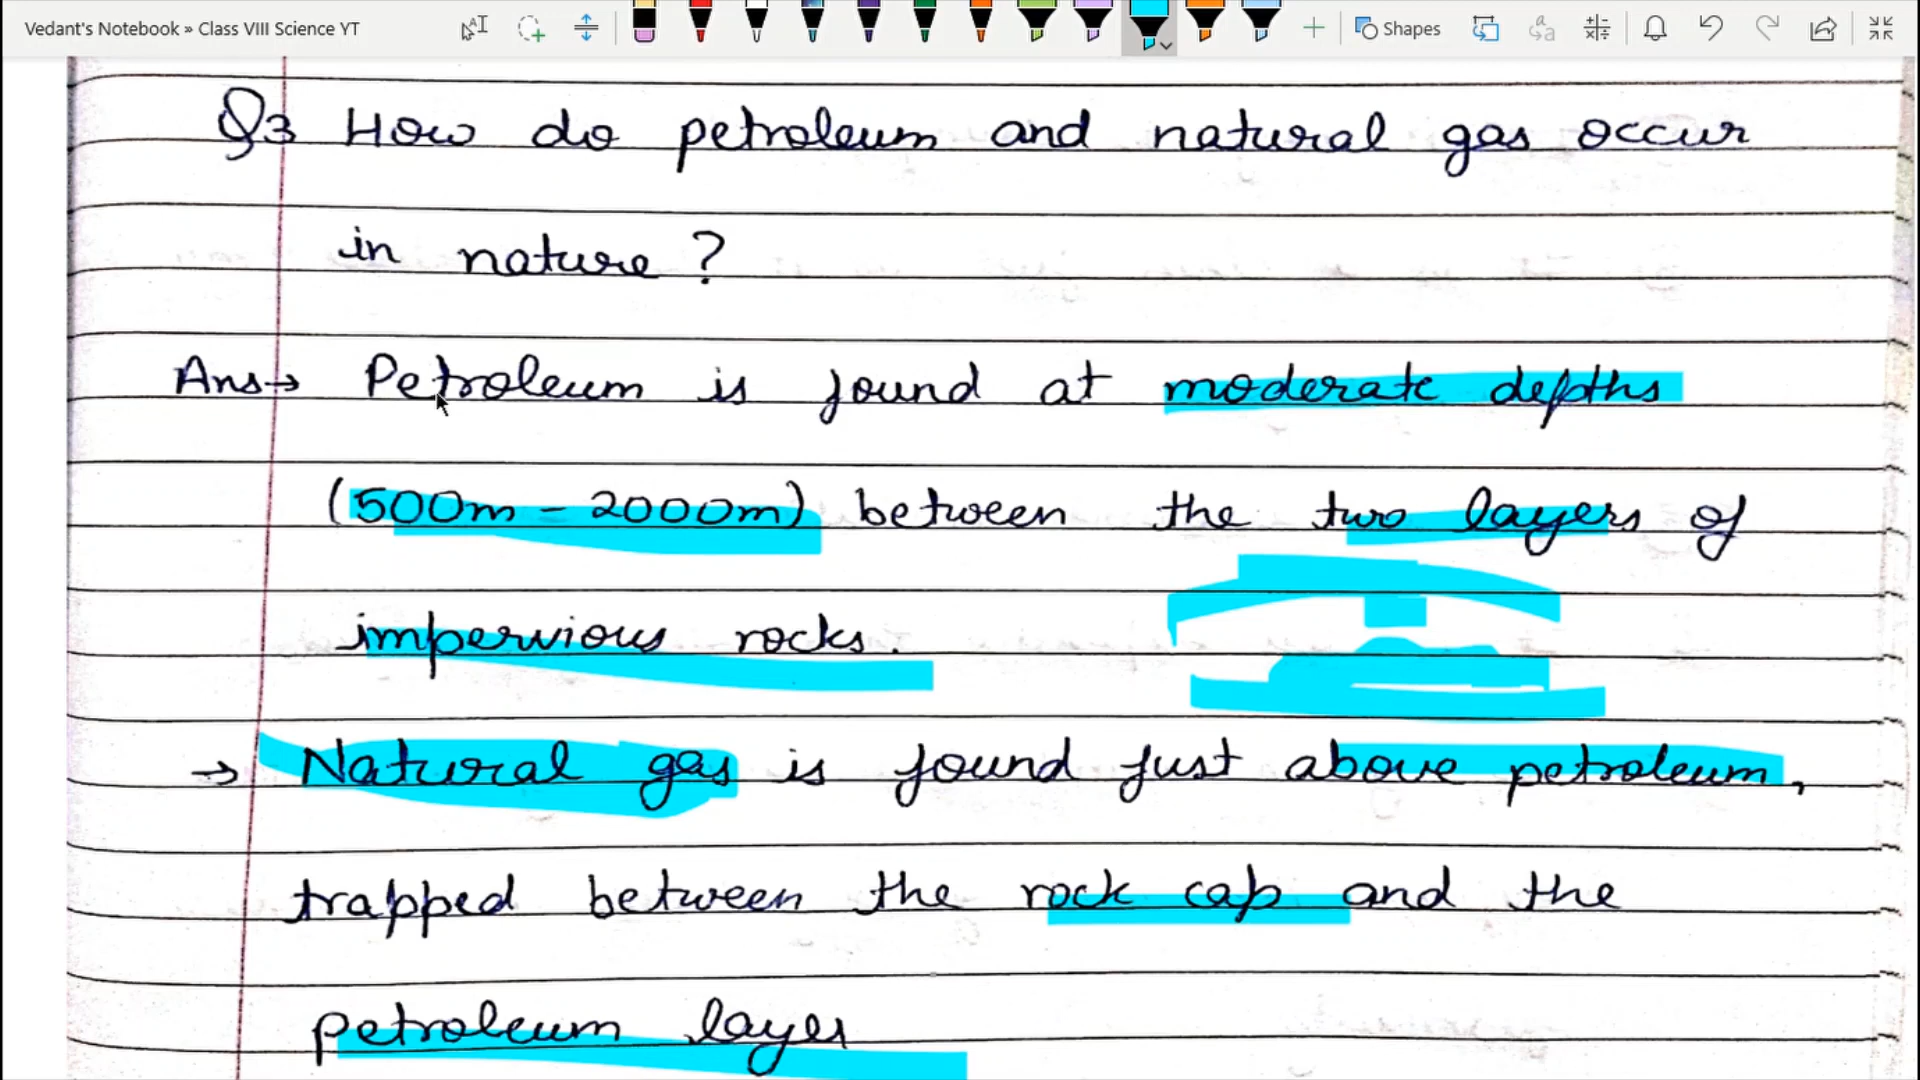 Vedant's Notebook » Class VIII Science YT
Shapes
Q3 How do petroleum and natural gas occur
in nature ?
Ans→ Petroleum is found at moderate depths
(500m - 2000m) between the two layers of
impervious rocks.
→ Natural gas is found just above petroleum,
trapped between the rock cap and the
petroleum layer